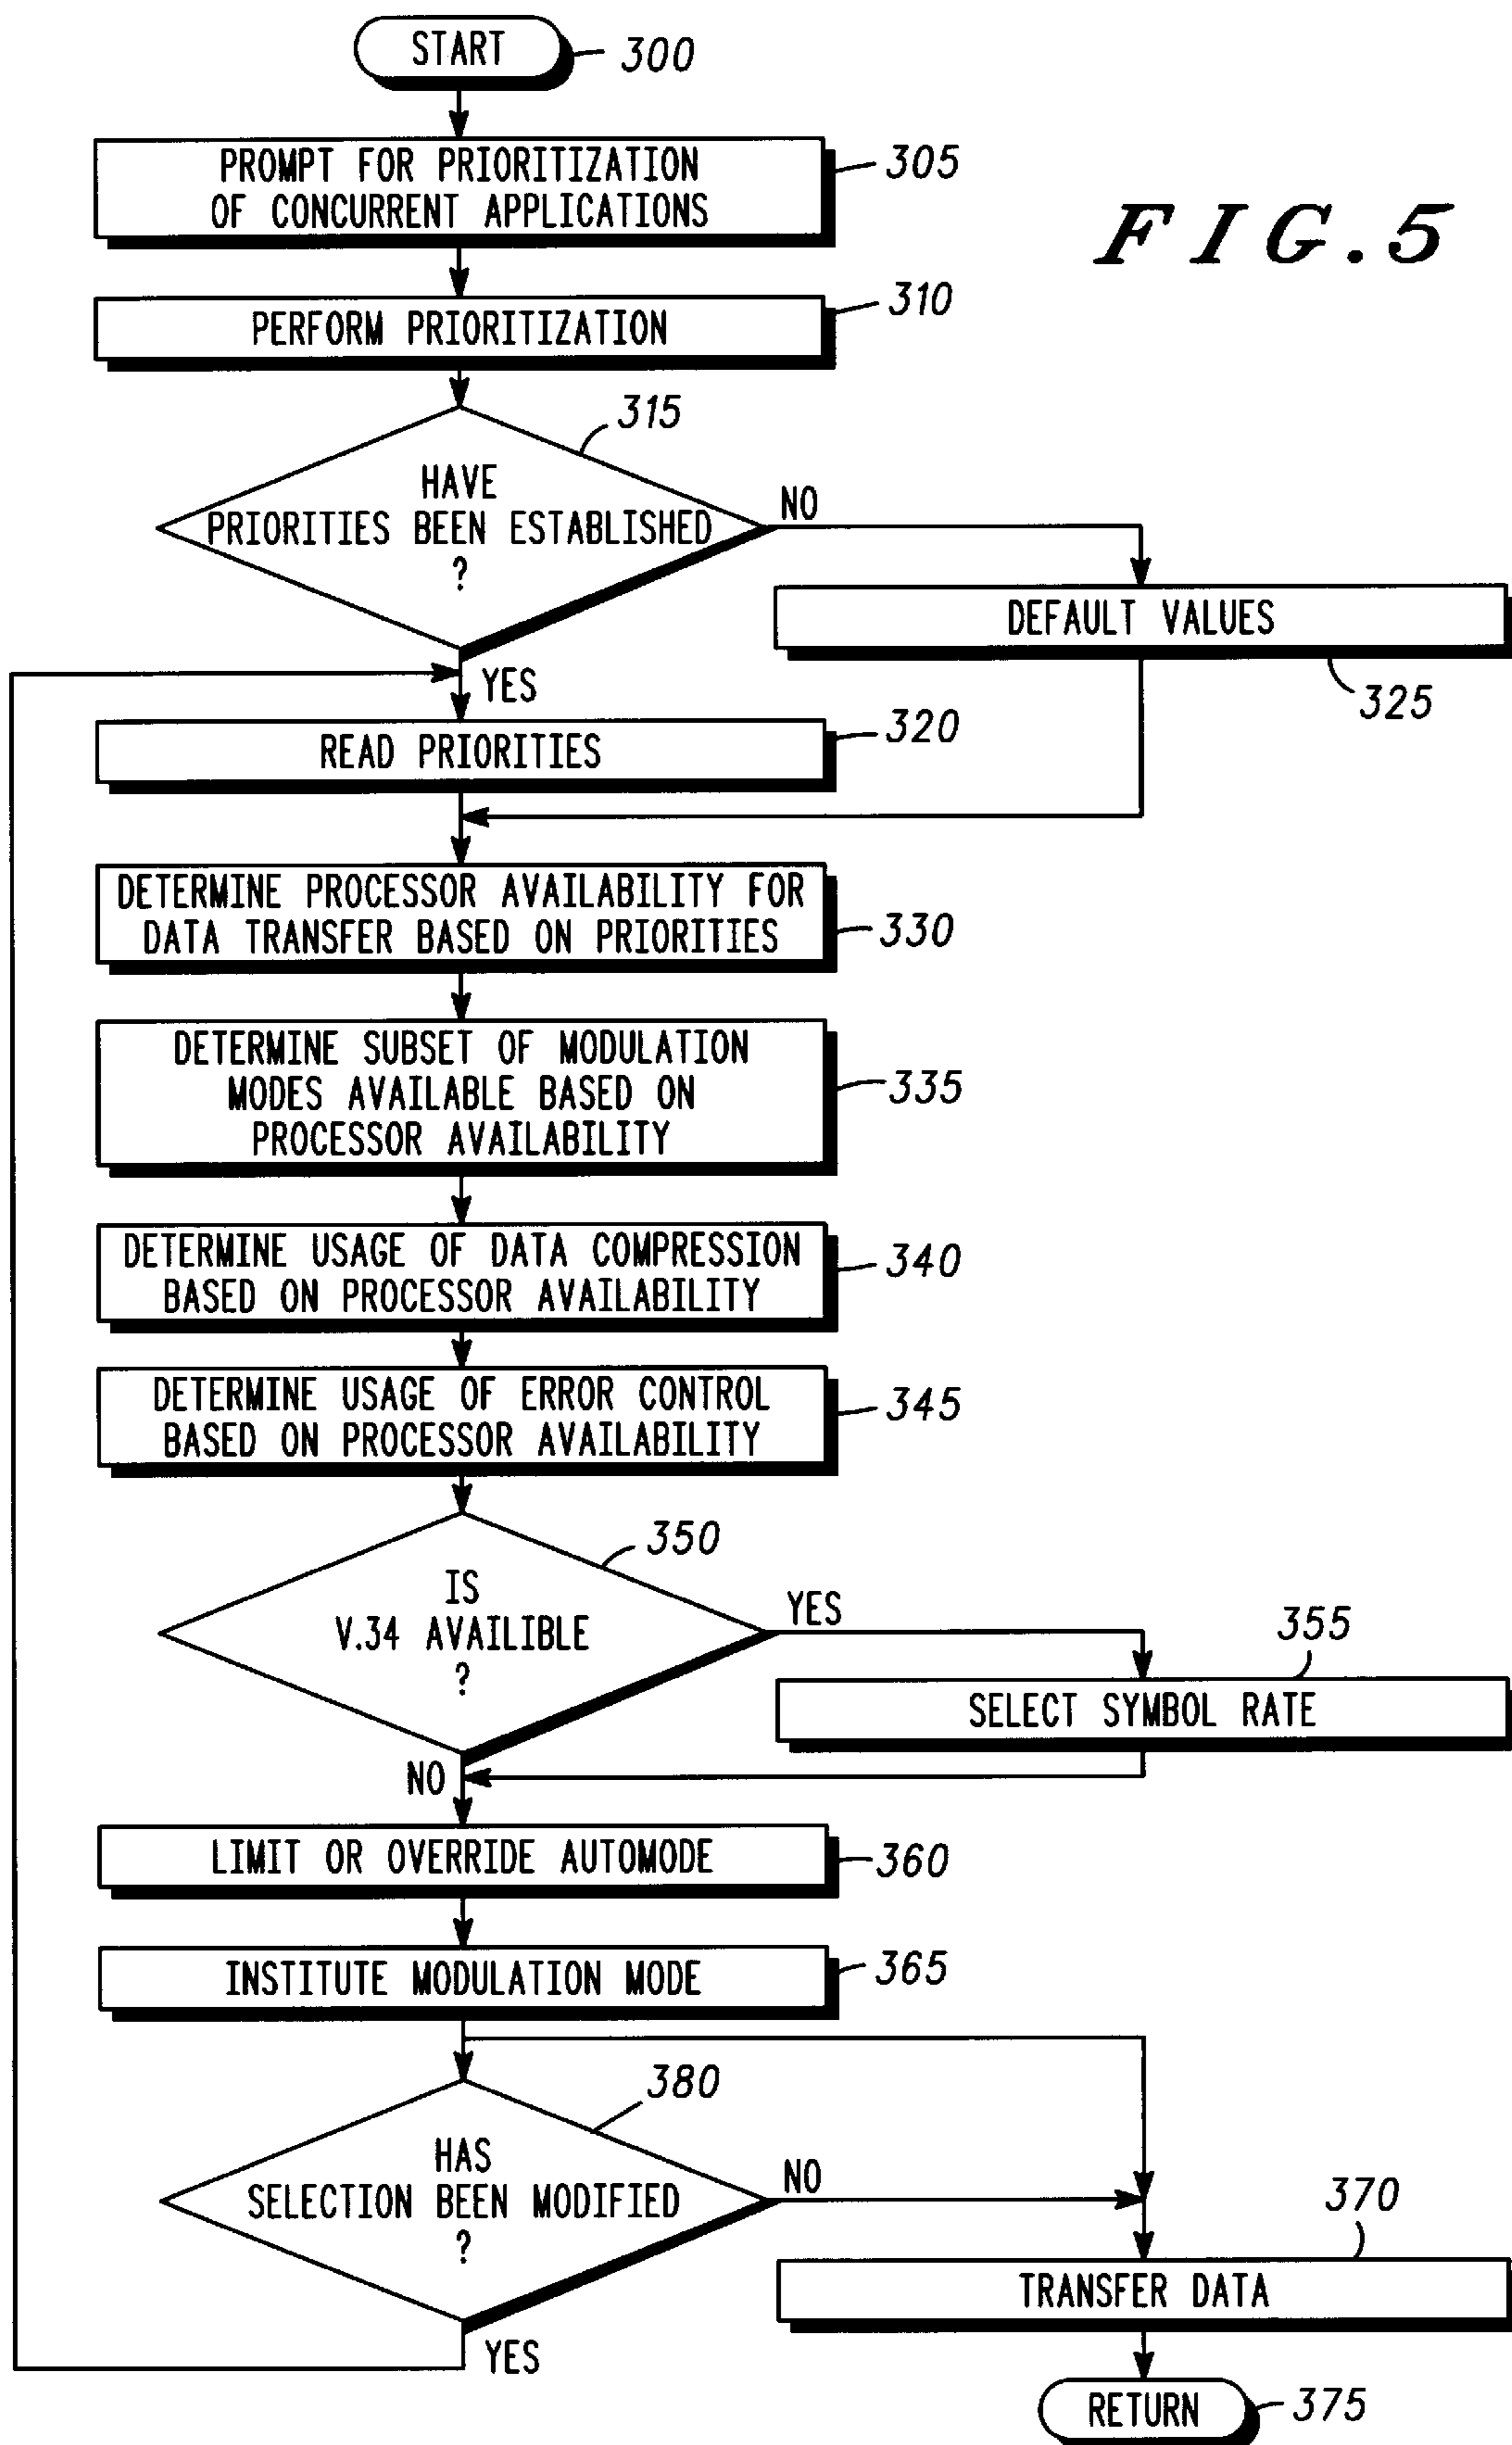 START
300
PROMPT FOR PRIORITIZATION
OF CONCURRENT APPLICATIONS
305
FIG.5
PERFORM PRIORITIZATION
310
315
HAVE
PRIORITIES BEEN ESTABLISHED
?
NO
DEFAULT VALUES
325
YES
READ PRIORITIES
320
DETERMINE PROCESSOR AVAILABILITY FOR
DATA TRANSFER BASED ON PRIORITIES
330
DETERMINE SUBSET OF MODULATION
MODES AVAILABLE BASED ON
PROCESSOR AVAILABILITY
335
DETERMINE USAGE OF DATA COMPRESSION
BASED ON PROCESSOR AVAILABILITY
340
DETERMINE USAGE OF ERROR CONTROL
BASED ON PROCESSOR AVAILABILITY
345
350
IS
V.34 AVAILIBLE
?
YES
355
SELECT SYMBOL RATE
NO
LIMIT OR OVERRIDE AUTOMODE
360
INSTITUTE MODULATION MODE
365
380
HAS
SELECTION BEEN MODIFIED
?
NO
370
TRANSFER DATA
YES
RETURN
375